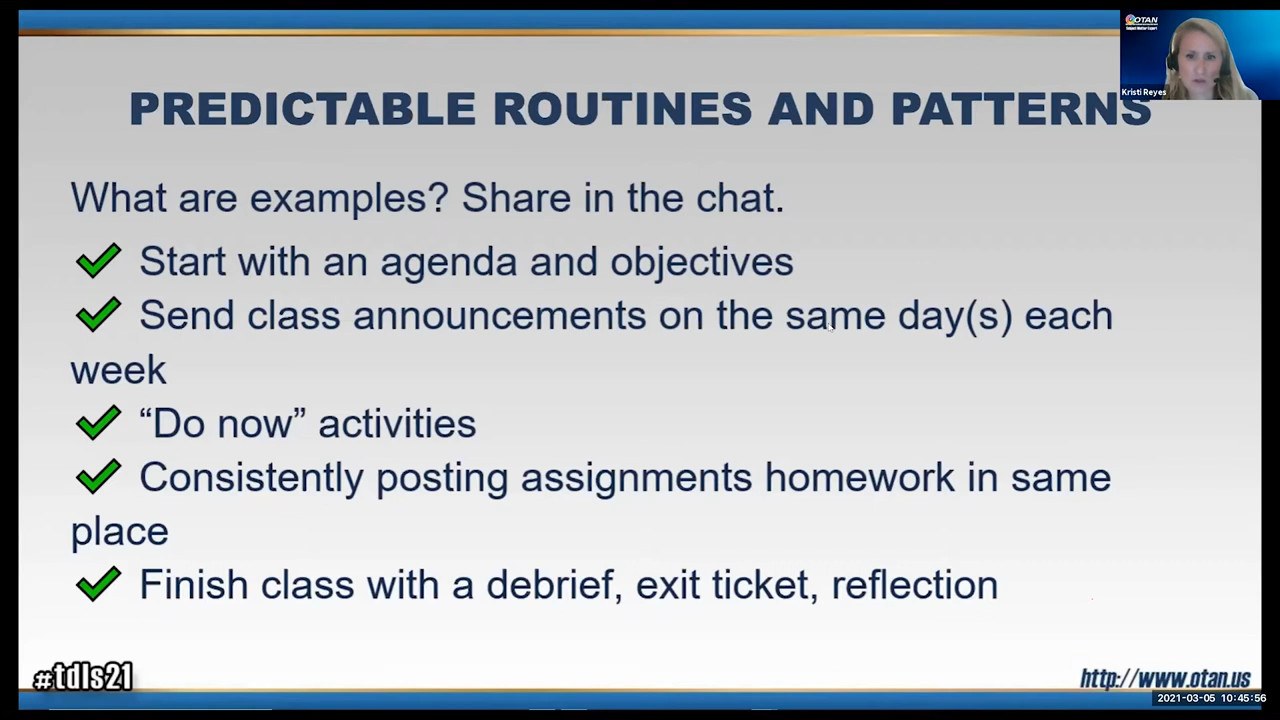 OTAN
Subject Matter Expert
Kristi Reyes
PREDICTABLE ROUTINES AND PATTERNS
What are examples? Share in the chat.
Start with an agenda and objectives
Send class announcements on the same day(s) each
week
“Do now” activities
Consistently posting assignments homework in same
place
Finish class with a debrief, exit ticket, reflection
#tdls21
http://www.otan.us
2021-03-05 10:45:56